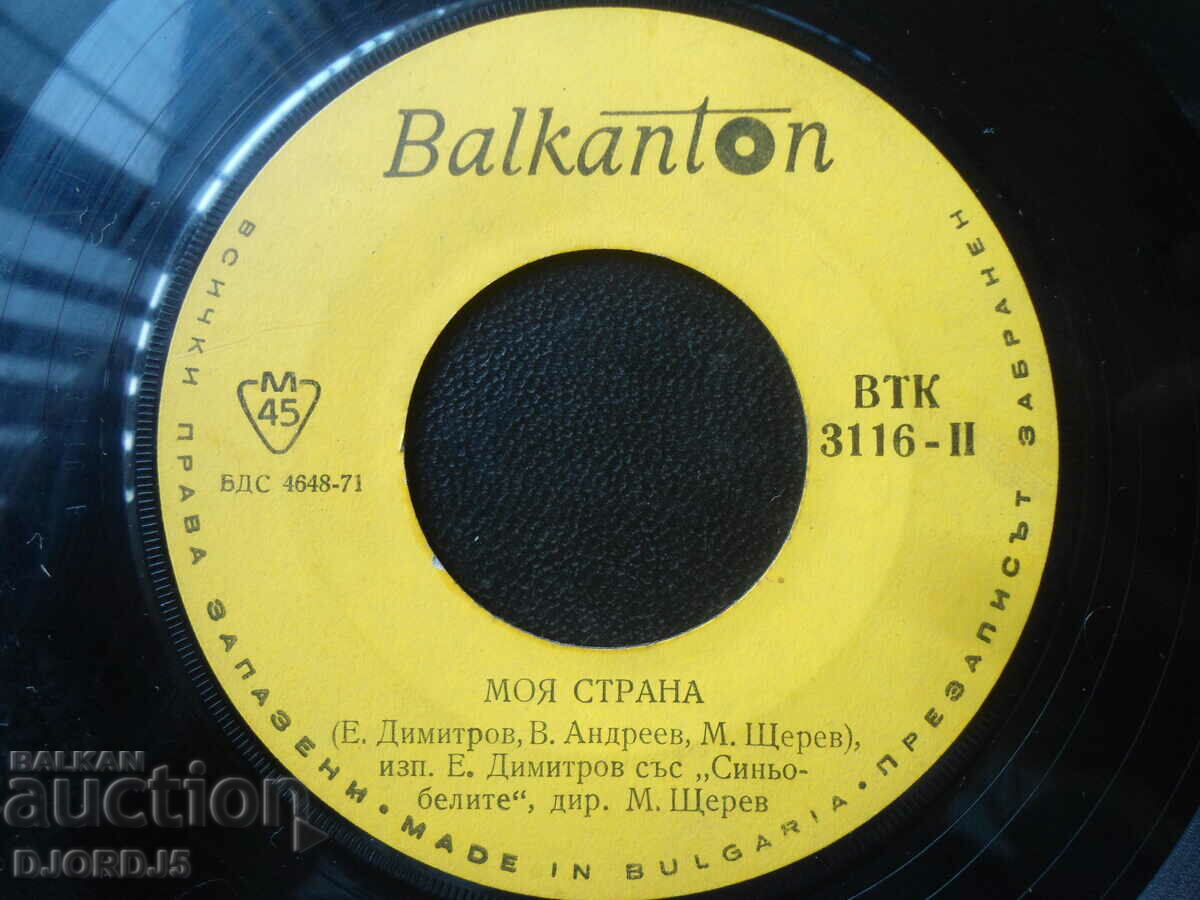 Balkanton
ВСИЧКИ ПРАВА ЗАПАЗЕНИ • MADE IN BULGARIA • ПРЕЗАПИСЪТ ЗАБРАНЕН
M
45
БДС 4648-71
ВТК
3116-II
МОЯ СТРАНА
(Е. Димитров, В. Андреев, М. Щерев),
изп. Е. Димитров със „Синьо-
белите“, дир. М. Щерев
BALKAN
auction
DJORDJ5